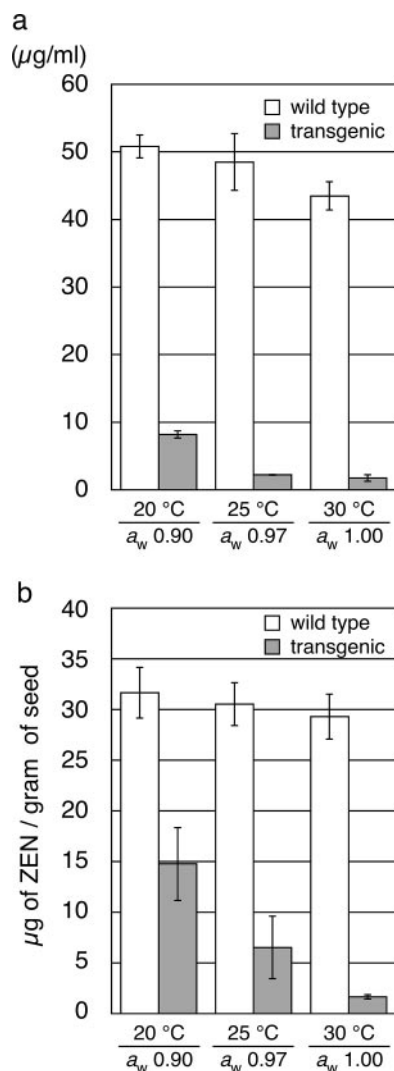 a
(µg/ml)
60
50
40
30
20
10
0
wild type
transgenic
20 °C 25 °C 30 °C
aw 0.90 aw 0.97 aw 1.00
b
40
35
30
25
20
15
10
5
0
µg of ZEN / gram of seed
wild type
transgenic
20 °C 25 °C 30 °C
aw 0.90 aw 0.97 aw 1.00